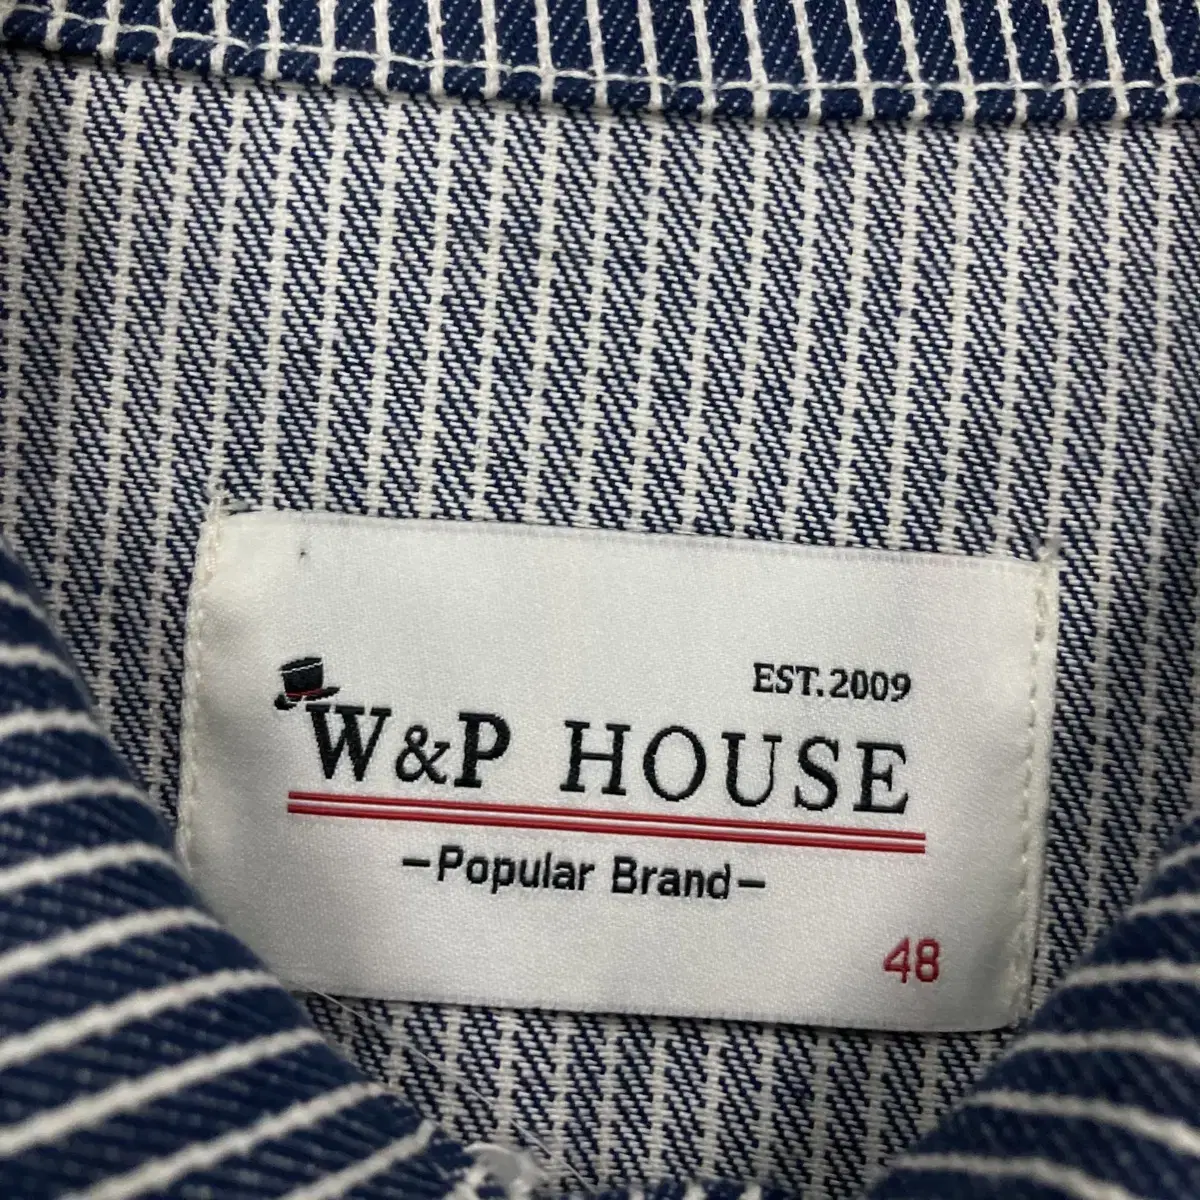 EST.2009
W&P HOUSE
-Popular Brand-
48